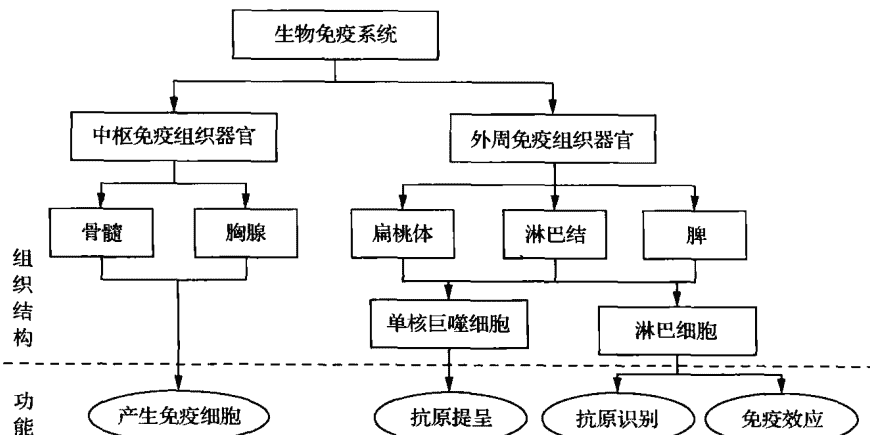 生物免疫系统
中枢免疫组织器官
外周免疫组织器官
骨髓
胸腺
扁桃体
淋巴结
脾
组织结构
单核巨噬细胞
淋巴细胞
功能
产生免疫细胞
抗原提呈
抗原识别
免疫效应